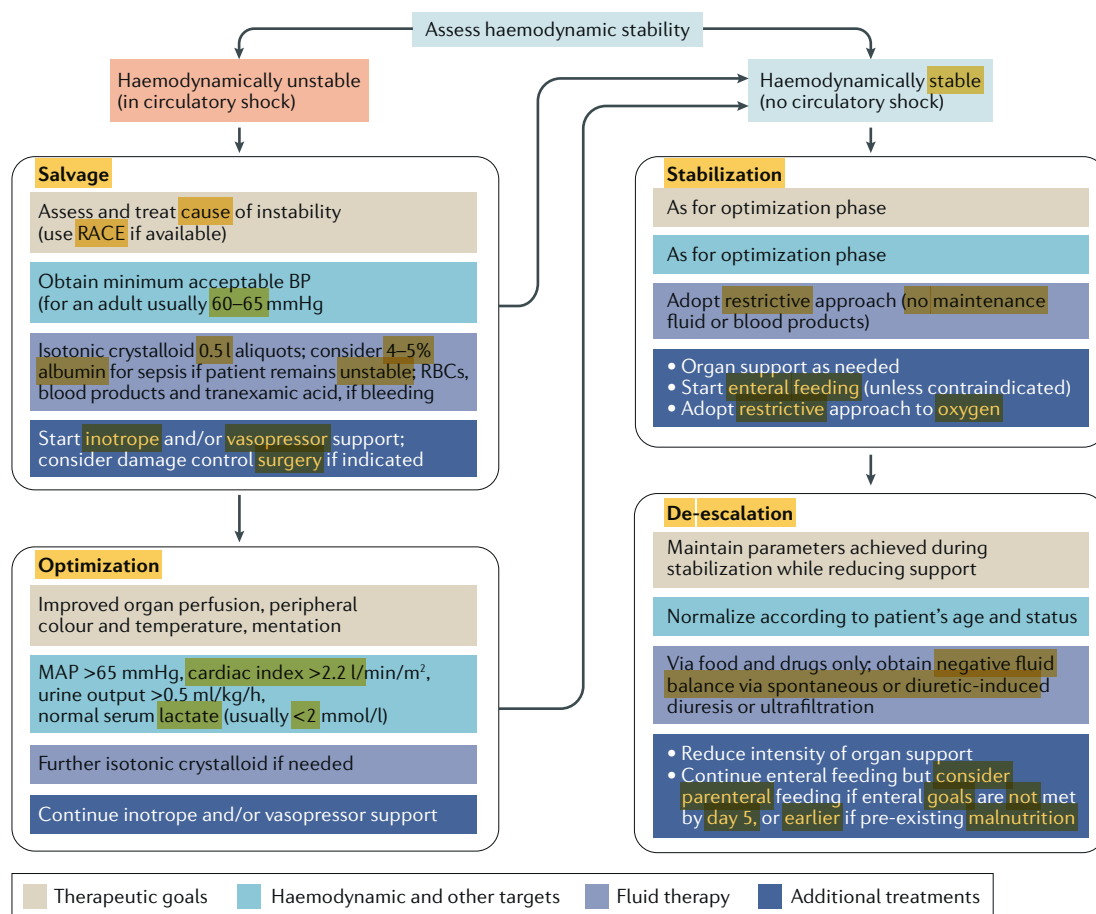 Assess haemodynamic stability
Haemodynamically unstable
(in circulatory shock)
Haemodynamically stable
(no circulatory shock)
Salvage
Assess and treat cause of instability
(use RACE if available)
Obtain minimum acceptable BP
(for an adult usually 60–65 mmHg
Isotonic crystalloid 0.5 l aliquots; consider 4–5%
albumin for sepsis if patient remains unstable; RBCs,
blood products and tranexamic acid, if bleeding
Start inotrope and/or vasopressor support;
consider damage control surgery if indicated
Optimization
Improved organ perfusion, peripheral
colour and temperature, mentation
MAP >65 mmHg, cardiac index >2.2 l/min/m²,
urine output >0.5 ml/kg/h,
normal serum lactate (usually <2 mmol/l)
Further isotonic crystalloid if needed
Continue inotrope and/or vasopressor support
Stabilization
As for optimization phase
As for optimization phase
Adopt restrictive approach (no maintenance
fluid or blood products)
• Organ support as needed
• Start enteral feeding (unless contraindicated)
• Adopt restrictive approach to oxygen
De-escalation
Maintain parameters achieved during
stabilization while reducing support
Normalize according to patient's age and status
Via food and drugs only; obtain negative fluid
balance via spontaneous or diuretic-induced
diuresis or ultrafiltration
• Reduce intensity of organ support
• Continue enteral feeding but consider
parenteral feeding if enteral goals are not met
by day 5, or earlier if pre-existing malnutrition
Therapeutic goals
Haemodynamic and other targets
Fluid therapy
Additional treatments